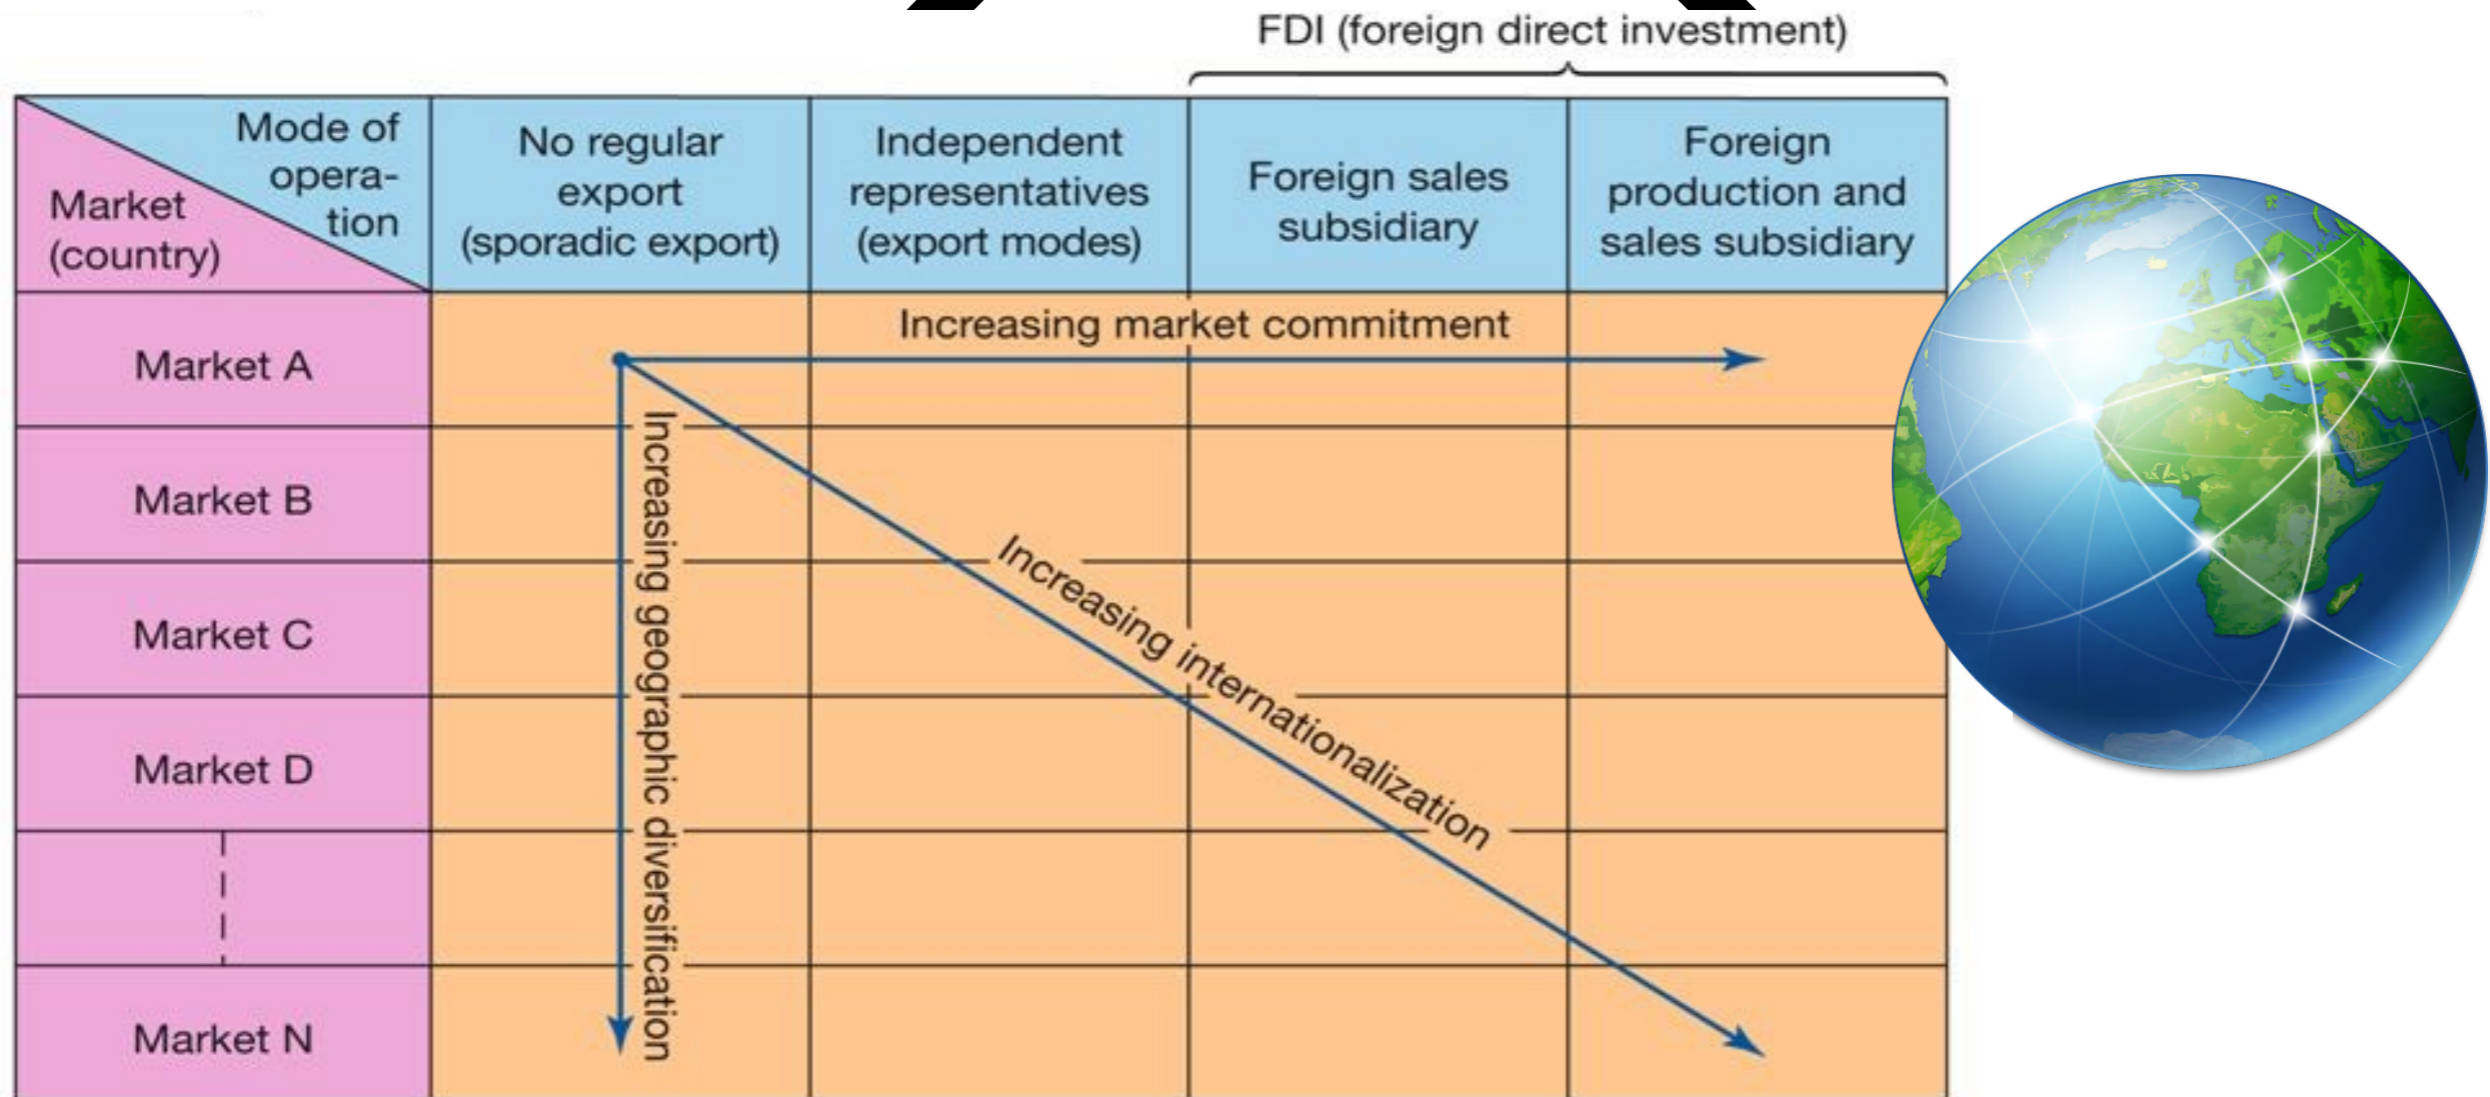 FDI (foreign direct investment)
Mode of
opera-
tion
Market
(country)
No regular
export
(sporadic export)
Independent
representatives
(export modes)
Foreign sales
subsidiary
Foreign
production and
sales subsidiary
Market A
Increasing market commitment
Increasing geographic diversification
Increasing internationalization
Market B
Market C
Market D
Market N